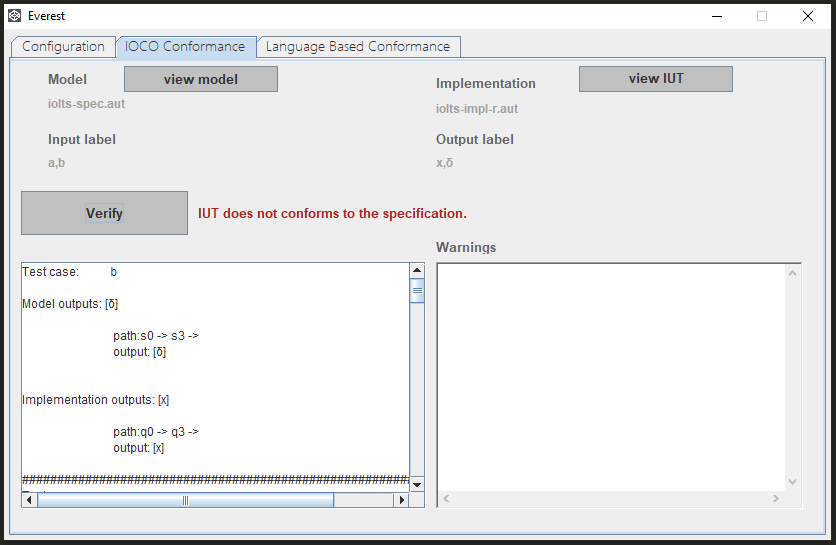 Everest
Configuration
IOCO Conformance
Language Based Conformance
Model
view model
Implementation
view IUT
iolts-spec.aut
iolts-impl-r.aut
Input label
Output label
a,b
x,δ
Verify
IUT does not conforms to the specification.
Warnings
Test case: b
Model outputs: [δ]
path:s0 -> s3 ->
output: [δ]
Implementation outputs: [x]
path:q0 -> q3 ->
output: [x]
################################################################